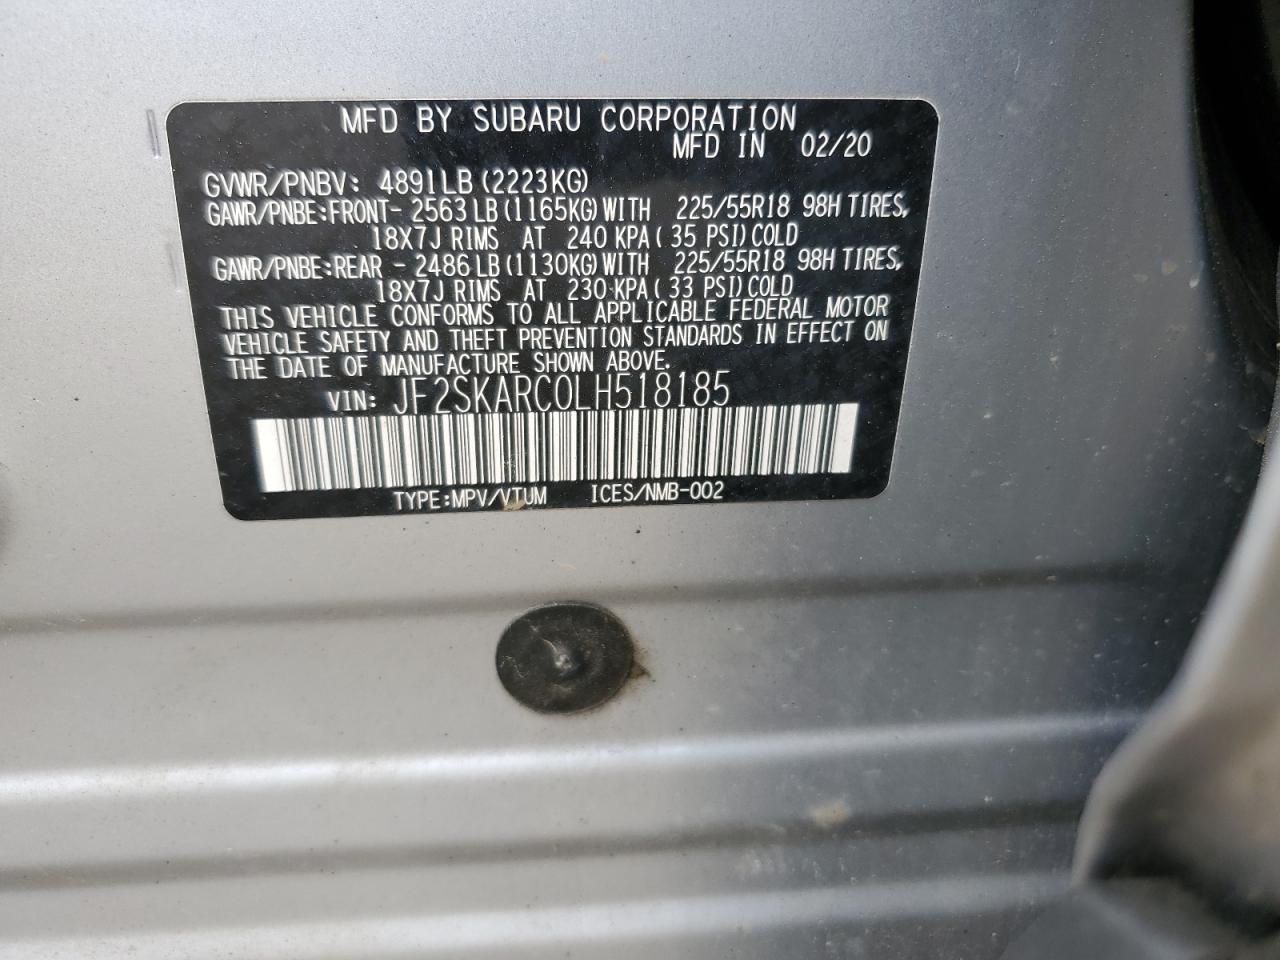 MFD BY SUBARU CORPORATION
MFD IN 02/20
GVWR/PNBV: 4891LB(2223KG)
GAWR/PNBE:FRONT- 2563LB(1165KG)WITH 225/55R18 98H TIRES,
18X7J RIMS AT 240 KPA( 35 PSI)COLD
GAWR/PNBE:REAR - 2486LB(1130KG)WITH 225/55R18 98H TIRES,
18X7J RIMS AT 230 KPA( 33 PSI)COLD
THIS VEHICLE CONFORMS TO ALL APPLICABLE FEDERAL MOTOR
VEHICLE SAFETY AND THEFT PREVENTION STANDARDS IN EFFECT ON
THE DATE OF MANUFACTURE SHOWN ABOVE.
VIN: JF2SKARC0LH518185
TYPE:MPV/VTUM ICES/NMB-002